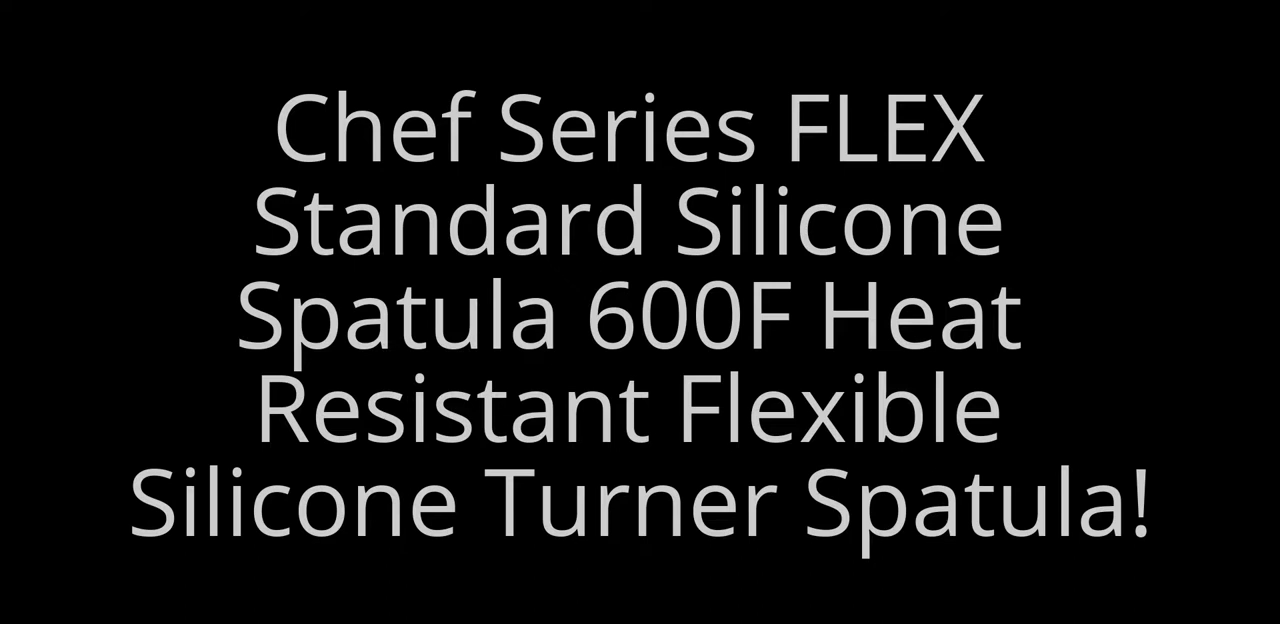 Chef Series FLEX
Standard Silicone
Spatula 600F Heat
Resistant Flexible
Silicone Turner Spatula!